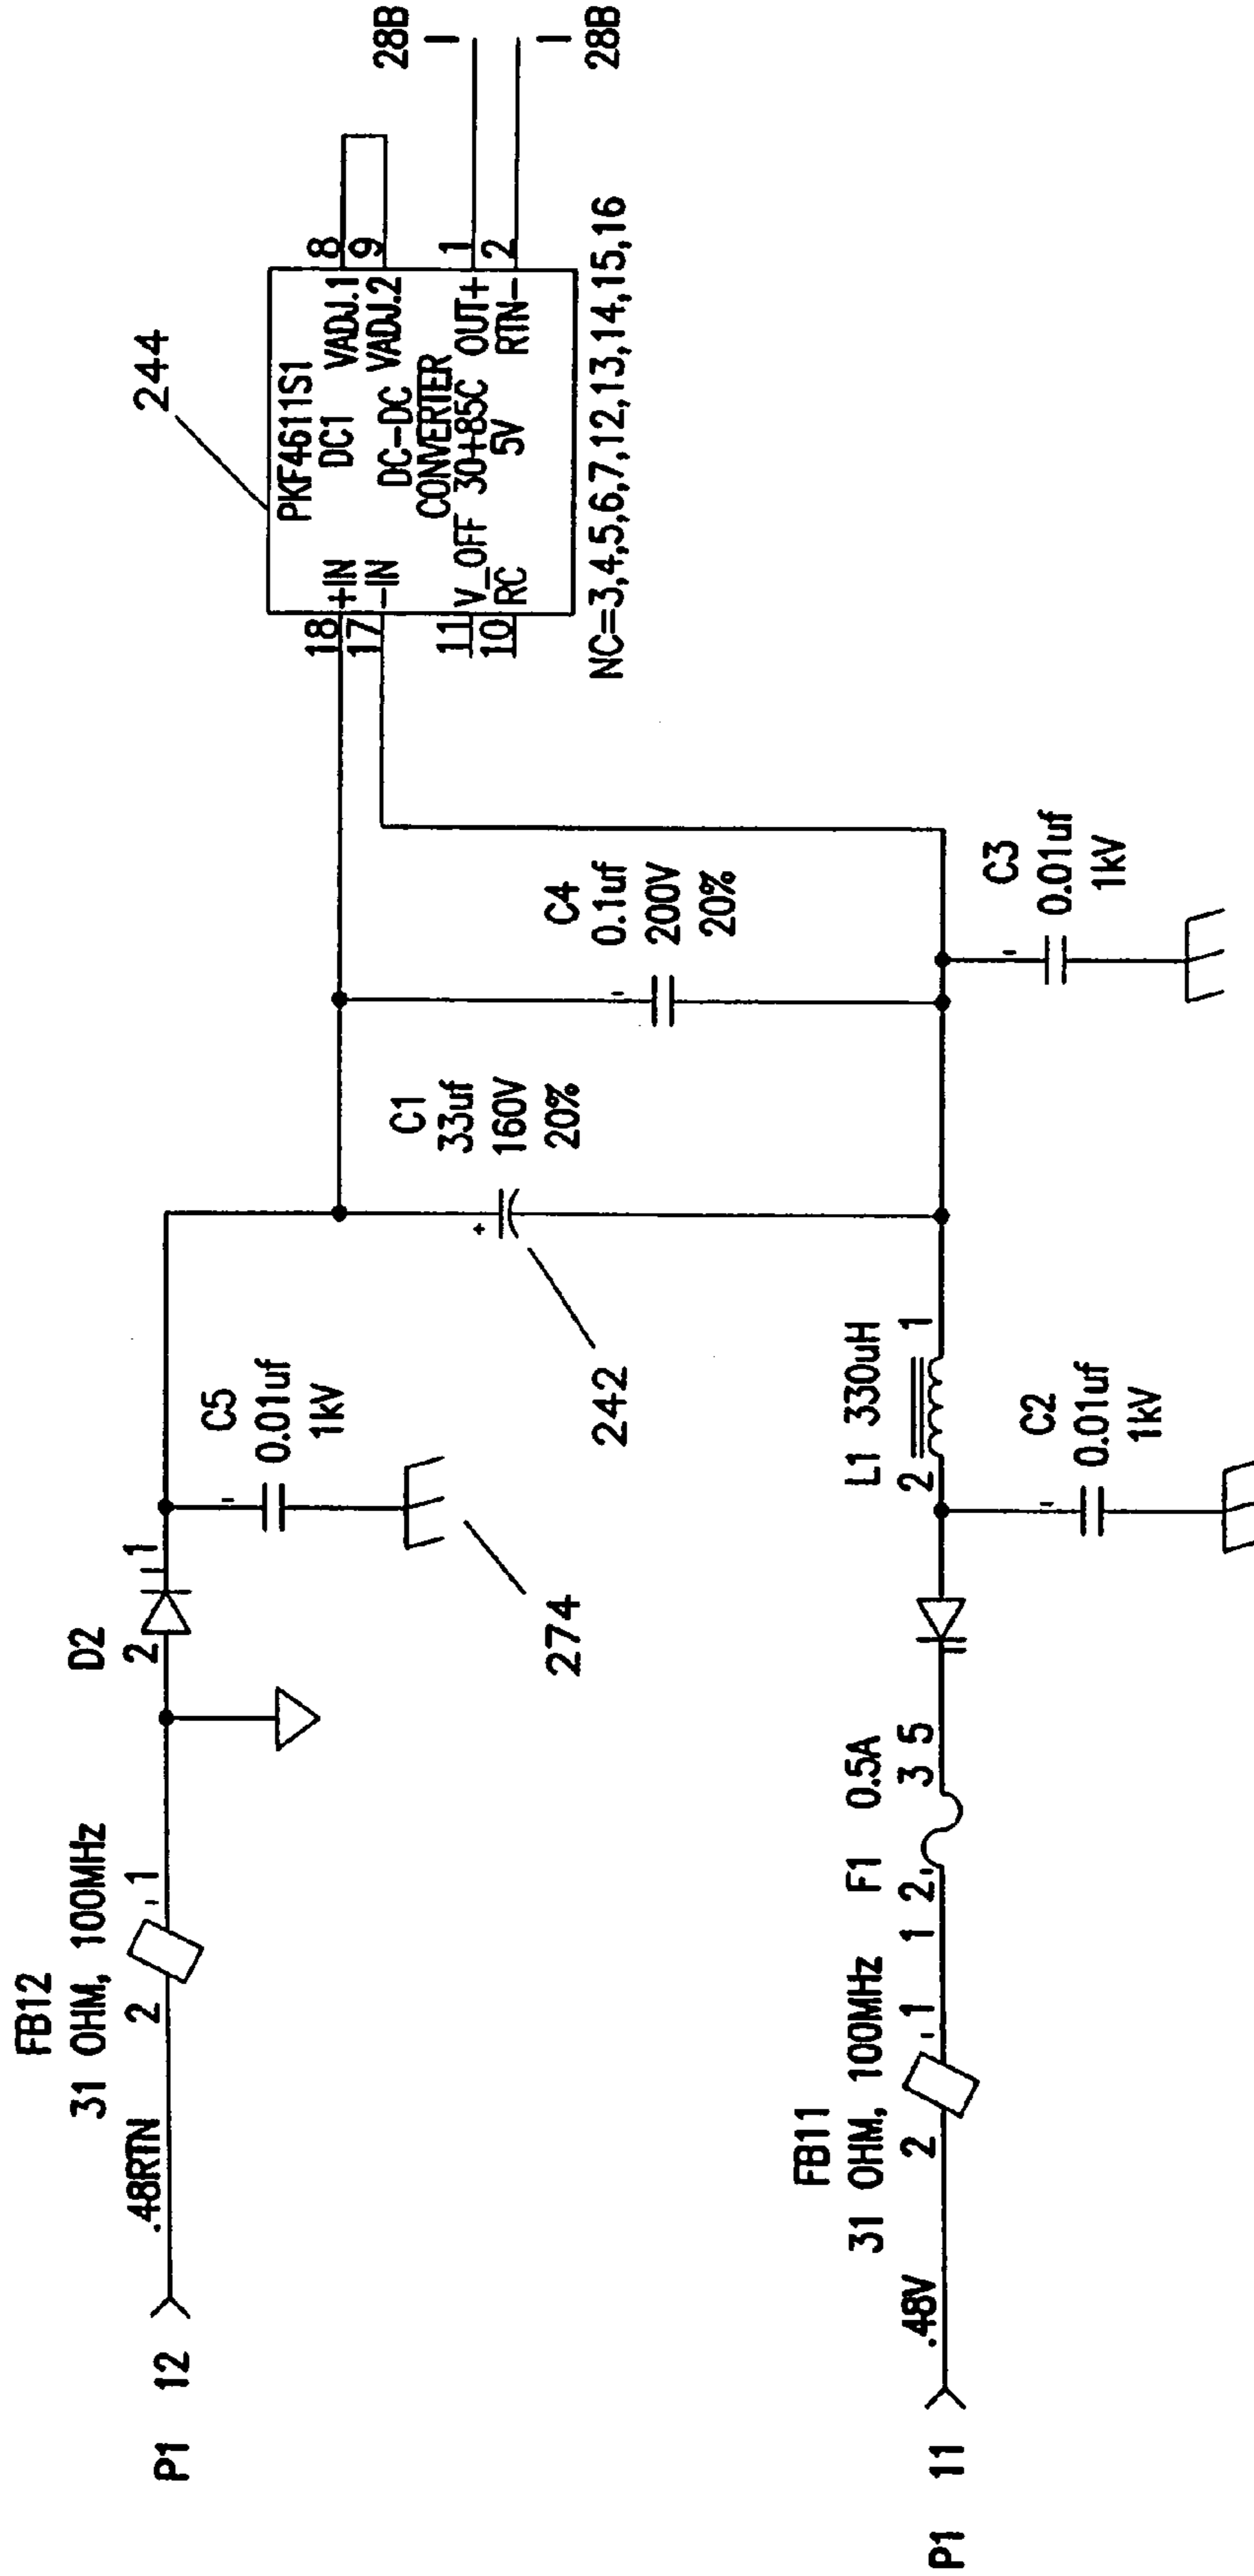 FB12
31 OHM, 100MHz
P1 12
.48RTN
2
1
D2
2
1
C5
0.01uf
1kV
274
C1
33uf
160V
20%
242
C4
0.1uf
200V
20%
FB11
31 OHM, 100MHz
P1 11
.48V
2
1
F1 0.5A
1 2
3 5
L1 330uH
2
1
C2
0.01uf
1kV
C3
0.01uf
1kV
244
PKF4611S1
DC1
18 +IN
VADJ.1 8
17 -IN
VADJ.2 9
DC-DC
CONVERTER
11 V_OFF 30+85C OUT+ 1
10 RC 5V RTN- 2
NC=3,4,5,6,7,12,13,14,15,16
28B
28B